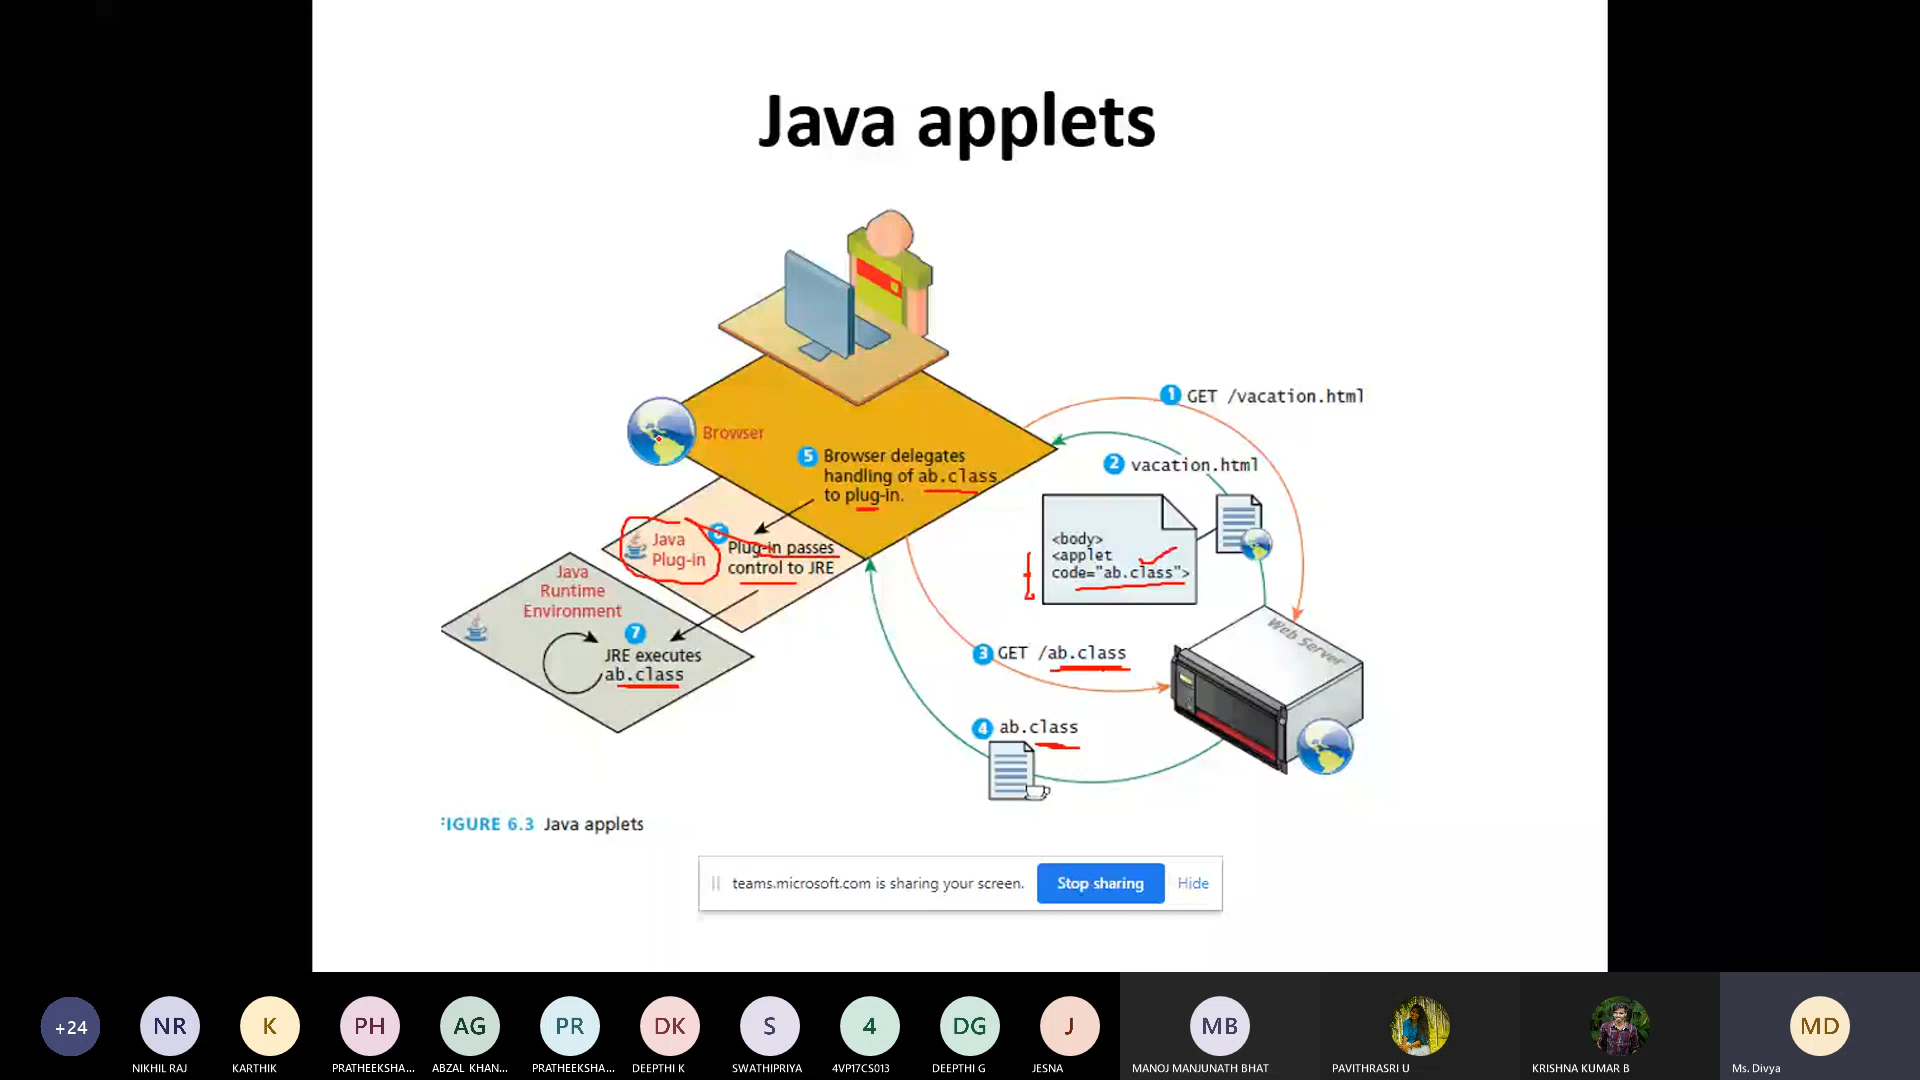 Java applets
1 GET /vacation.html
Browser
2 vacation.html
5 Browser delegates
handling of ab.class
to plug-in.
<body>
<applet
code="ab.class">
Java
Plug-in
6 Plug-in passes
control to JRE
Java
Runtime
Environment
7
JRE executes
ab.class
Web Server
3 GET /ab.class
4 ab.class
FIGURE 6.3 Java applets
teams.microsoft.com is sharing your screen.
Stop sharing
Hide
+24
NR
K
PH
AG
PR
DK
S
4
DG
J
MB
MD
NIKHIL RAJ
KARTHIK
PRATHEEKSHA...
ABZAL KHAN...
PRATHEEKSHA...
DEEPTHI K
SWATHIPRIYA
4VP17CS013
DEEPTHI G
JESNA
MANOJ MANJUNATH BHAT
PAVITHRASRI U
KRISHNA KUMAR B
Ms. Divya